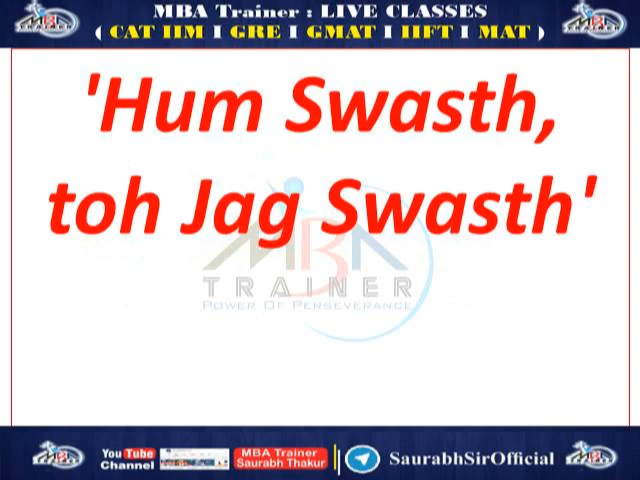 MBA Trainer : LIVE CLASSES
( CAT IIM I GRE I GMAT I IIFT I MAT )
'Hum Swasth,
toh Jag Swasth'
MBA
TRAINER
POWER OF PERSEVERANCE
YouTube Channel
MBA Trainer
Saurabh Thakur
SaurabhSirOfficial